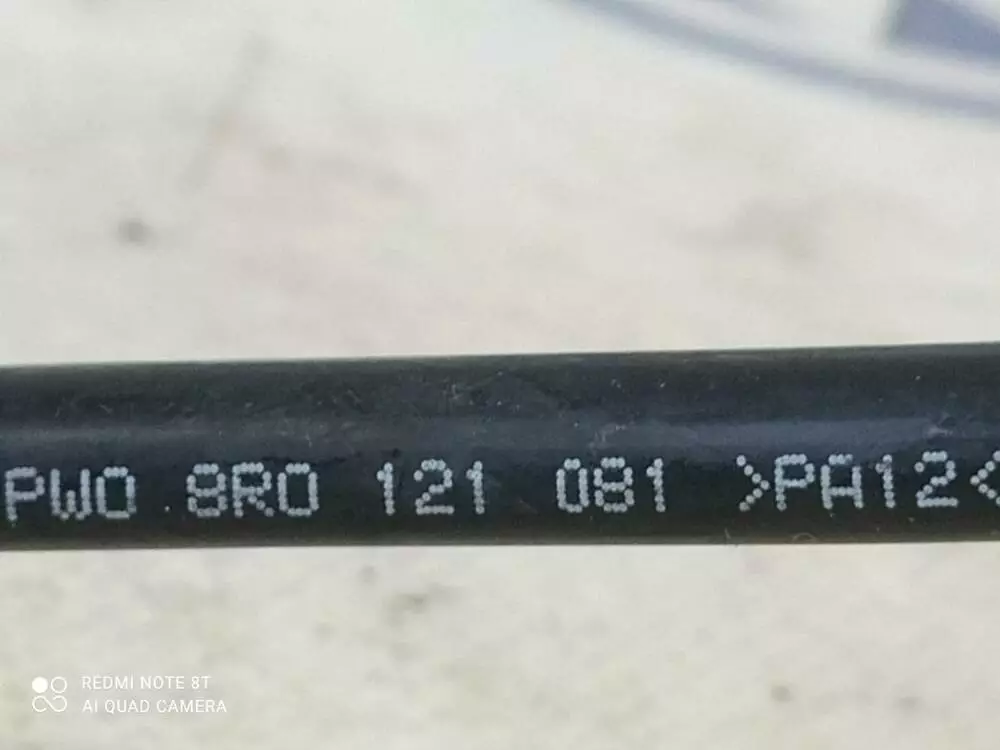 PWO 8R0 121 081 >PA12<
REDMI NOTE 8T
AI QUAD CAMERA